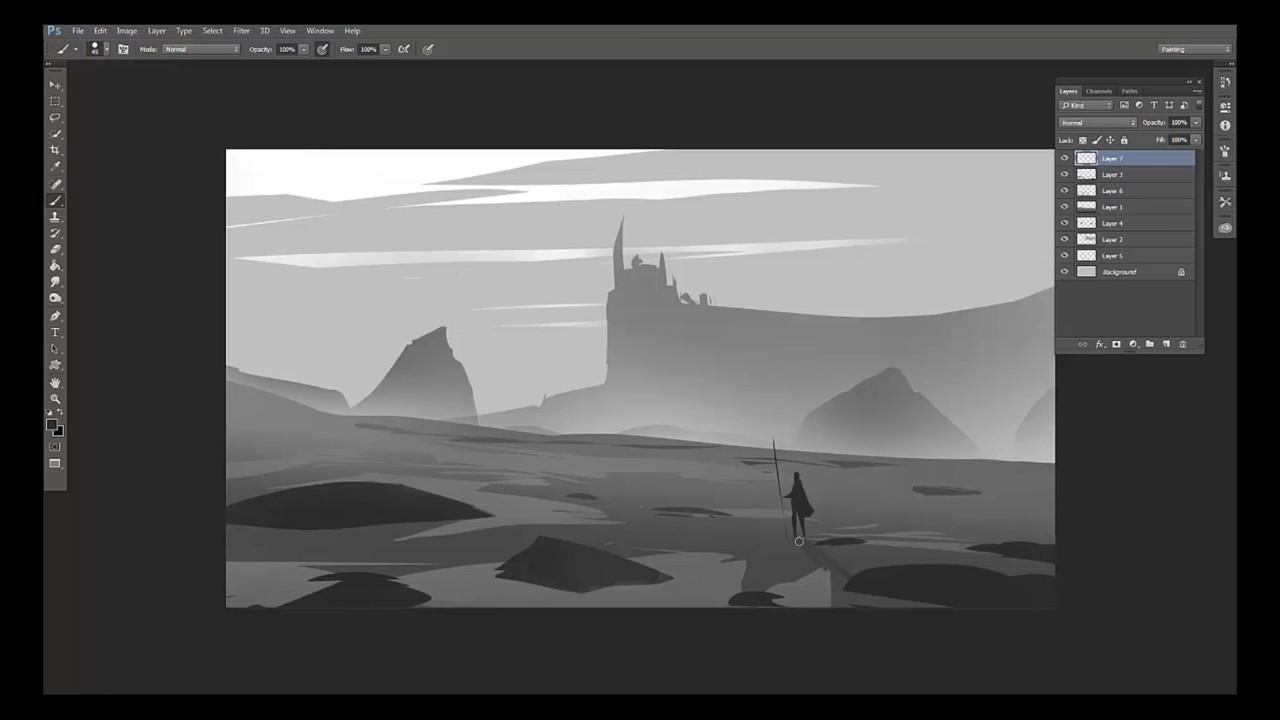 Ps File Edit Image Layer Type Select Filter 3D View Window Help
45 Mode: Normal Opacity: 100% Flow: 100% Painting
Layers Channels Paths
Kind T
Normal Opacity: 100%
Lock: Fill: 100%
Layer 7
Layer 3
Layer 6
Layer 1
Layer 4
Layer 2
Layer 5
Background
fx
T